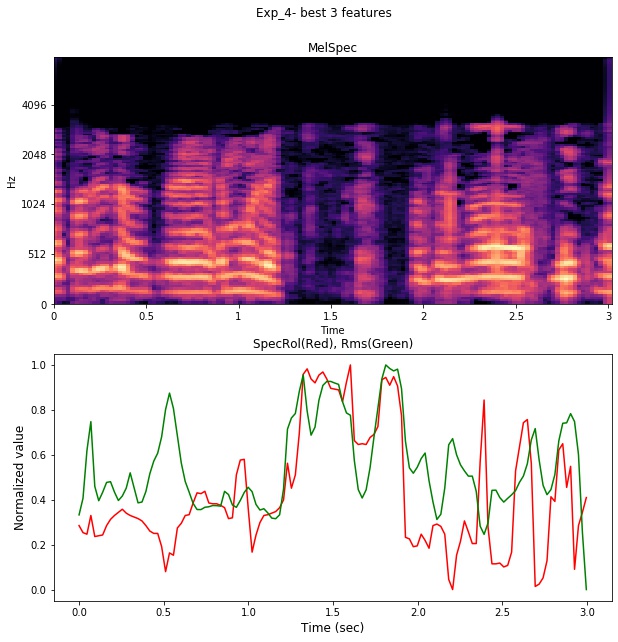 Exp_4- best 3 features
MelSpec
4096
2048
1024
512
0
Hz
0 0.5 1 1.5 2 2.5 3
Time
SpecRol(Red), Rms(Green)
1.0
0.8
0.6
0.4
0.2
0.0
Normalized value
0.0 0.5 1.0 1.5 2.0 2.5 3.0
Time (sec)